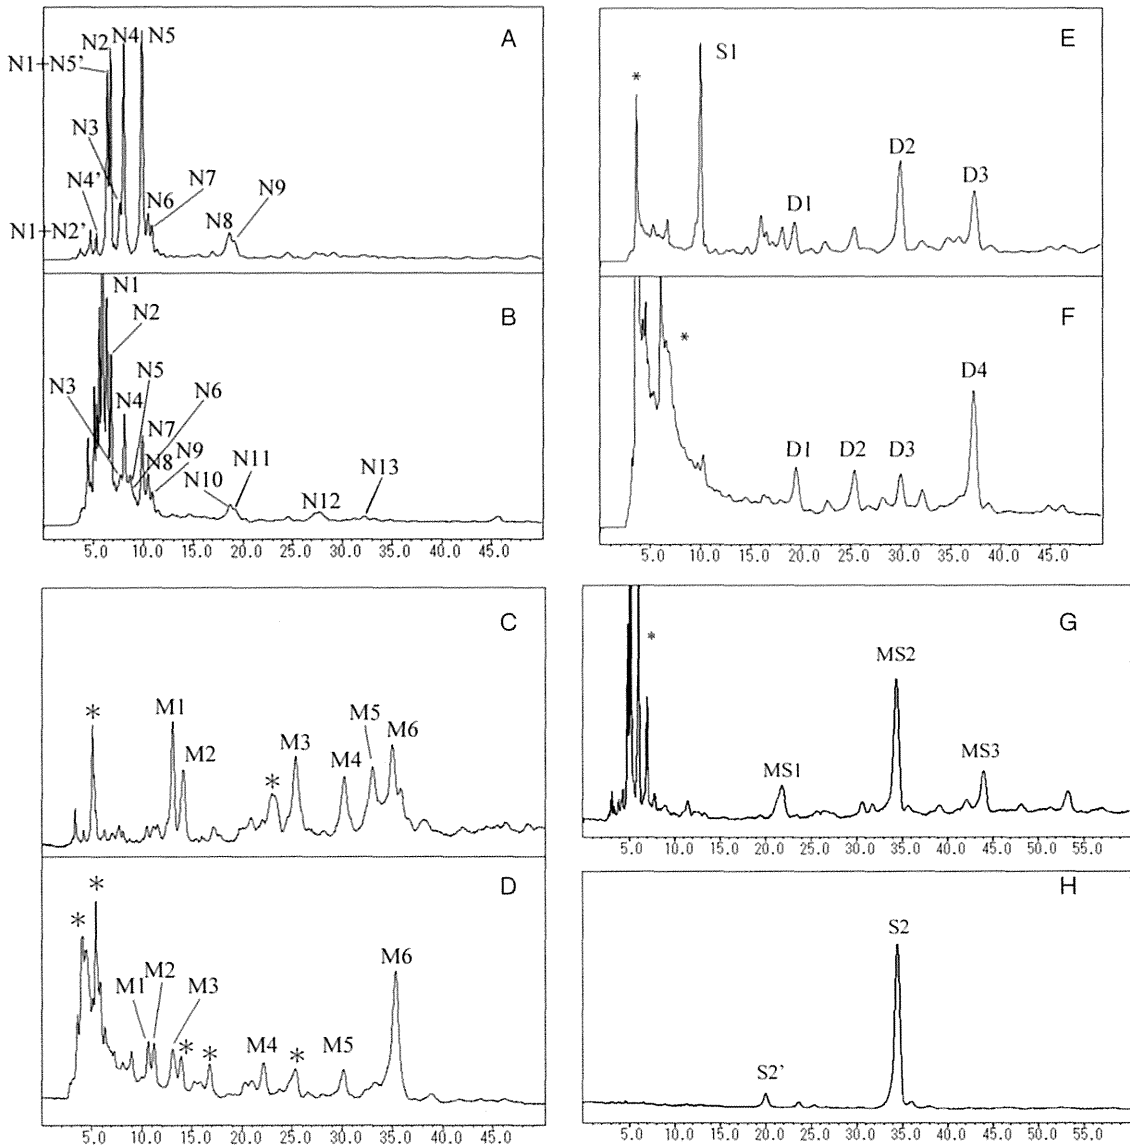 A
N1+N5'
N2
N4
N5
N3
N4'
N1+N2'
N6
N7
N8
N9
B
N1
N2
N3
N4
N5
N6
N7
N8
N9
N10
N11
N12
N13
5.0 10.0 15.0 20.0 25.0 30.0 35.0 40.0 45.0
C
*
M1
M2
*
M3
M4
M5
M6
D
*
*
M1
M2
M3
*
*
M4
*
M5
M6
5.0 10.0 15.0 20.0 25.0 30.0 35.0 40.0 45.0
E
*
S1
D1
D2
D3
F
*
D1
D2
D3
D4
5.0 10.0 15.0 20.0 25.0 30.0 35.0 40.0 45.0
G
*
MS1
MS2
MS3
5.0 10.0 15.0 20.0 25.0 30.0 35.0 40.0 45.0 50.0 55.0
H
S2'
S2
5.0 10.0 15.0 20.0 25.0 30.0 35.0 40.0 45.0 50.0 55.0